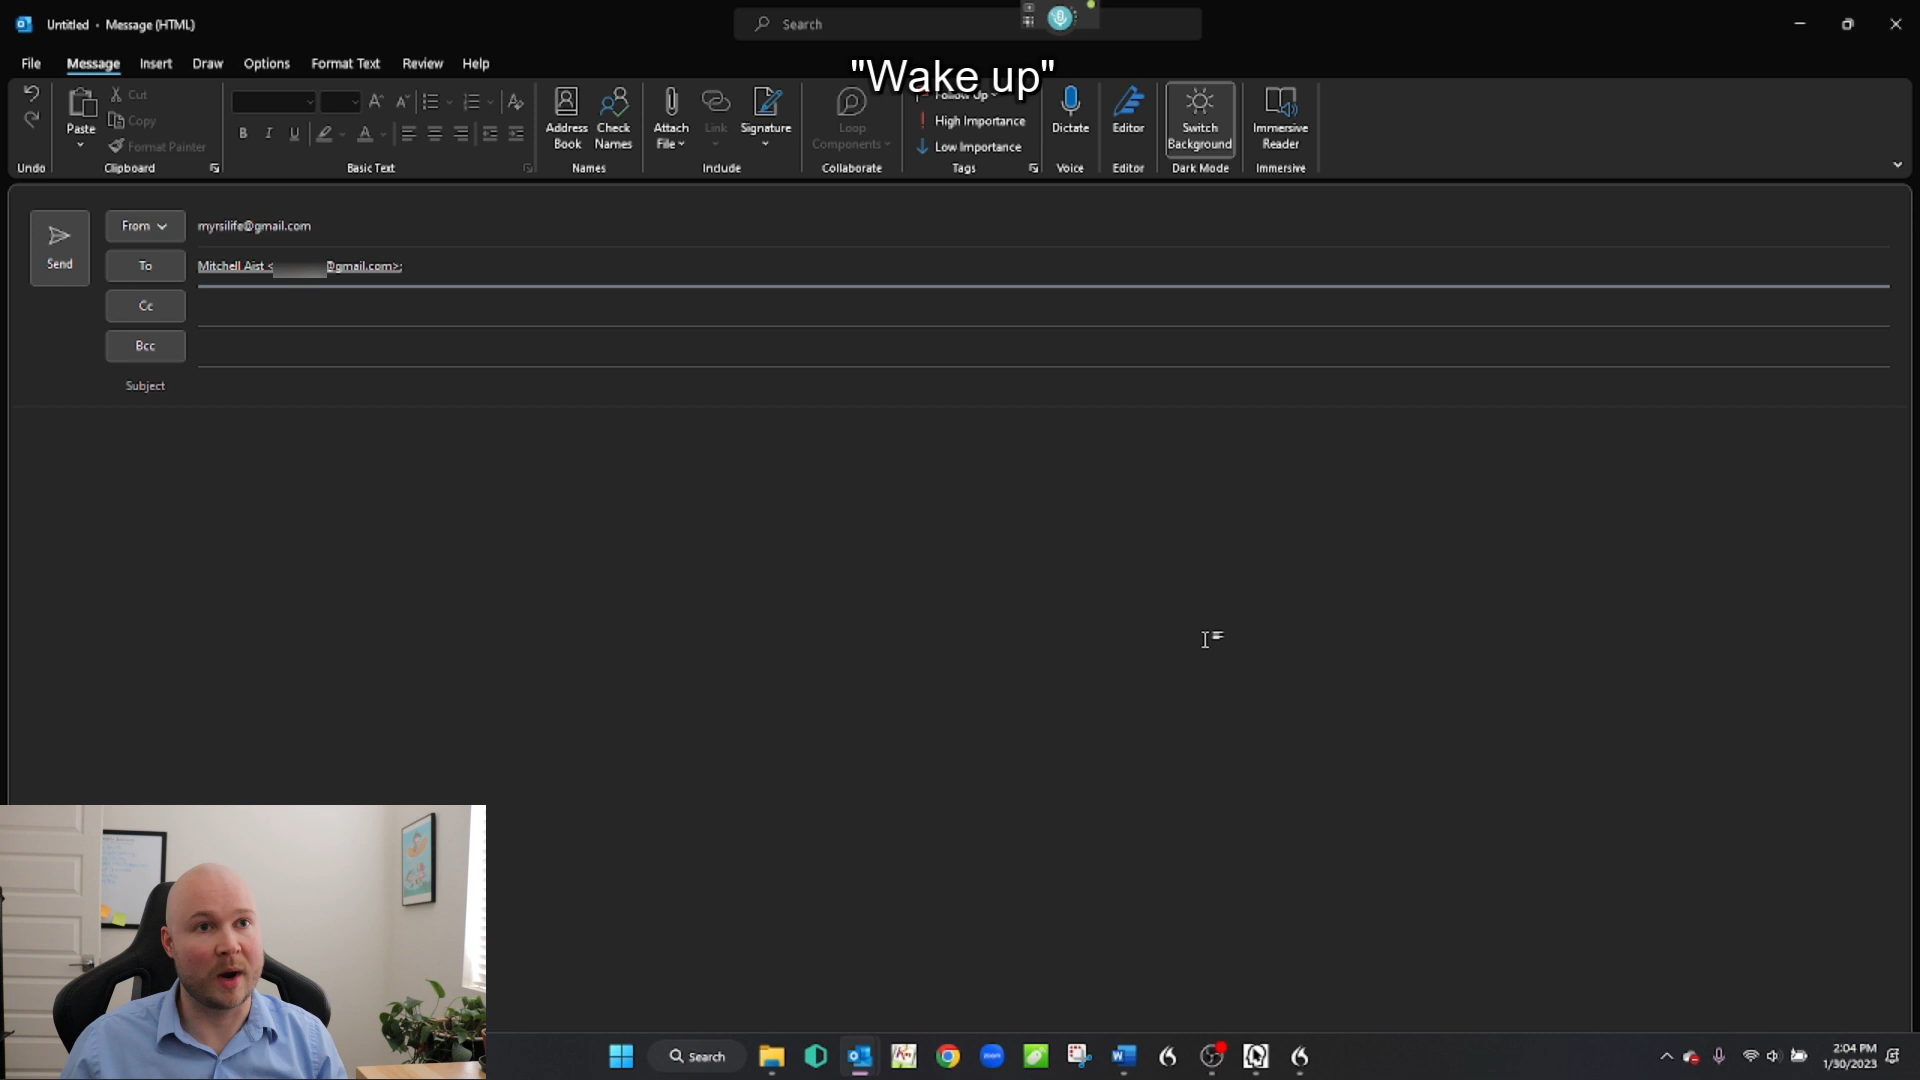 Untitled • Message (HTML)
Search
File Message Insert Draw Options Format Text Review Help
"Wake up"
Cut
Copy
Format Painter
Paste
Undo
Clipboard
B I U
Basic Text
Address Book
Check Names
Names
Attach File
Link
Signature
Include
Loop Components
Collaborate
Follow Up
High Importance
Low Importance
Tags
Dictate
Voice
Editor
Editor
Switch Background
Dark Mode
Immersive Reader
Immersive
Send
From
myrsilife@gmail.com
To
Mitchell Aist < @gmail.com>;
Cc
Bcc
Subject
Search
zoom
2:04 PM
1/30/2023